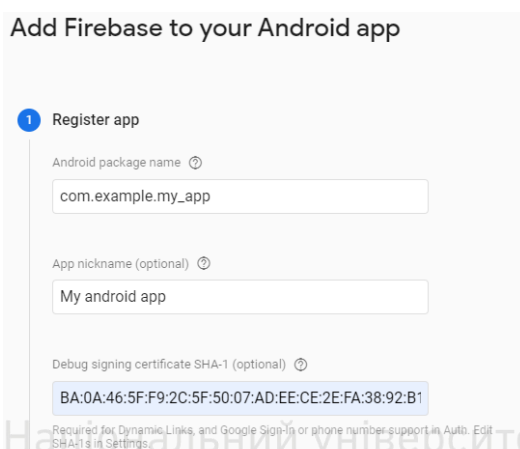 Add Firebase to your Android app
1 Register app
Android package name
com.example.my_app
App nickname (optional)
My android app
Debug signing certificate SHA-1 (optional)
BA:0A:46:5F:F9:2C:5F:50:07:AD:EE:CE:2E:FA:38:92:B1
Required for Dynamic Links, and Google Sign-In or phone number support in Auth. Edit
SHA-1s in Settings.